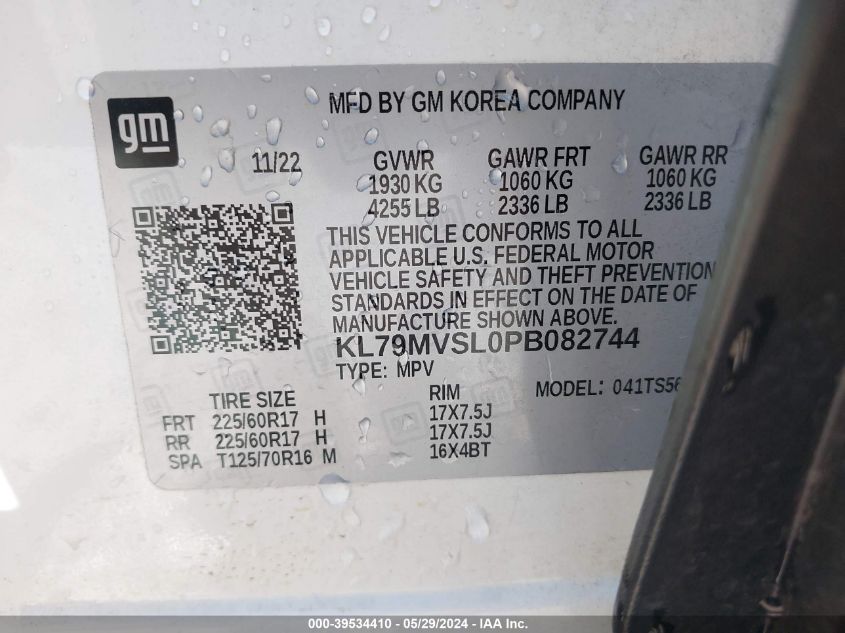 MFD BY GM KOREA COMPANY
gm
11/22 GVWR GAWR FRT GAWR RR
1930 KG 1060 KG 1060 KG
4255 LB 2336 LB 2336 LB
THIS VEHICLE CONFORMS TO ALL
APPLICABLE U.S. FEDERAL MOTOR
VEHICLE SAFETY AND THEFT PREVENTION
STANDARDS IN EFFECT ON THE DATE OF
MANUFACTURE SHOWN ABOVE.
KL79MVSL0PB082744
TYPE: MPV MODEL: 041TS56
TIRE SIZE RIM
FRT 225/60R17 H 17X7.5J
RR 225/60R17 H 17X7.5J
SPA T125/70R16 M 16X4BT
000-39534410 - 05/29/2024 - IAA Inc.